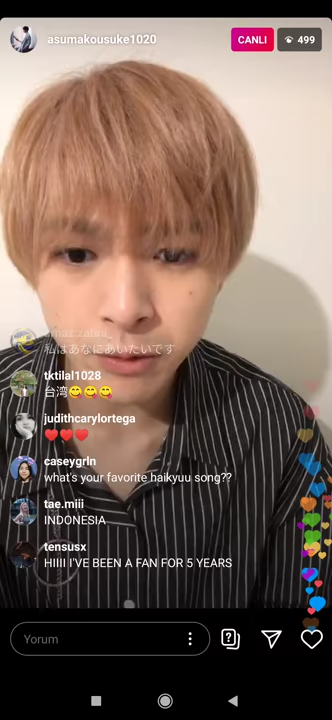 asumakousuke1020
CANLI
499
私はあなにあいたいです
tktilal1028
台湾😋😋😋
judithcarylortega
❤️❤️❤️
caseygrln
what's your favorite haikyuu song??
tae.miii
INDONESIA
tensusx
HIIII I'VE BEEN A FAN FOR 5 YEARS
Yorum